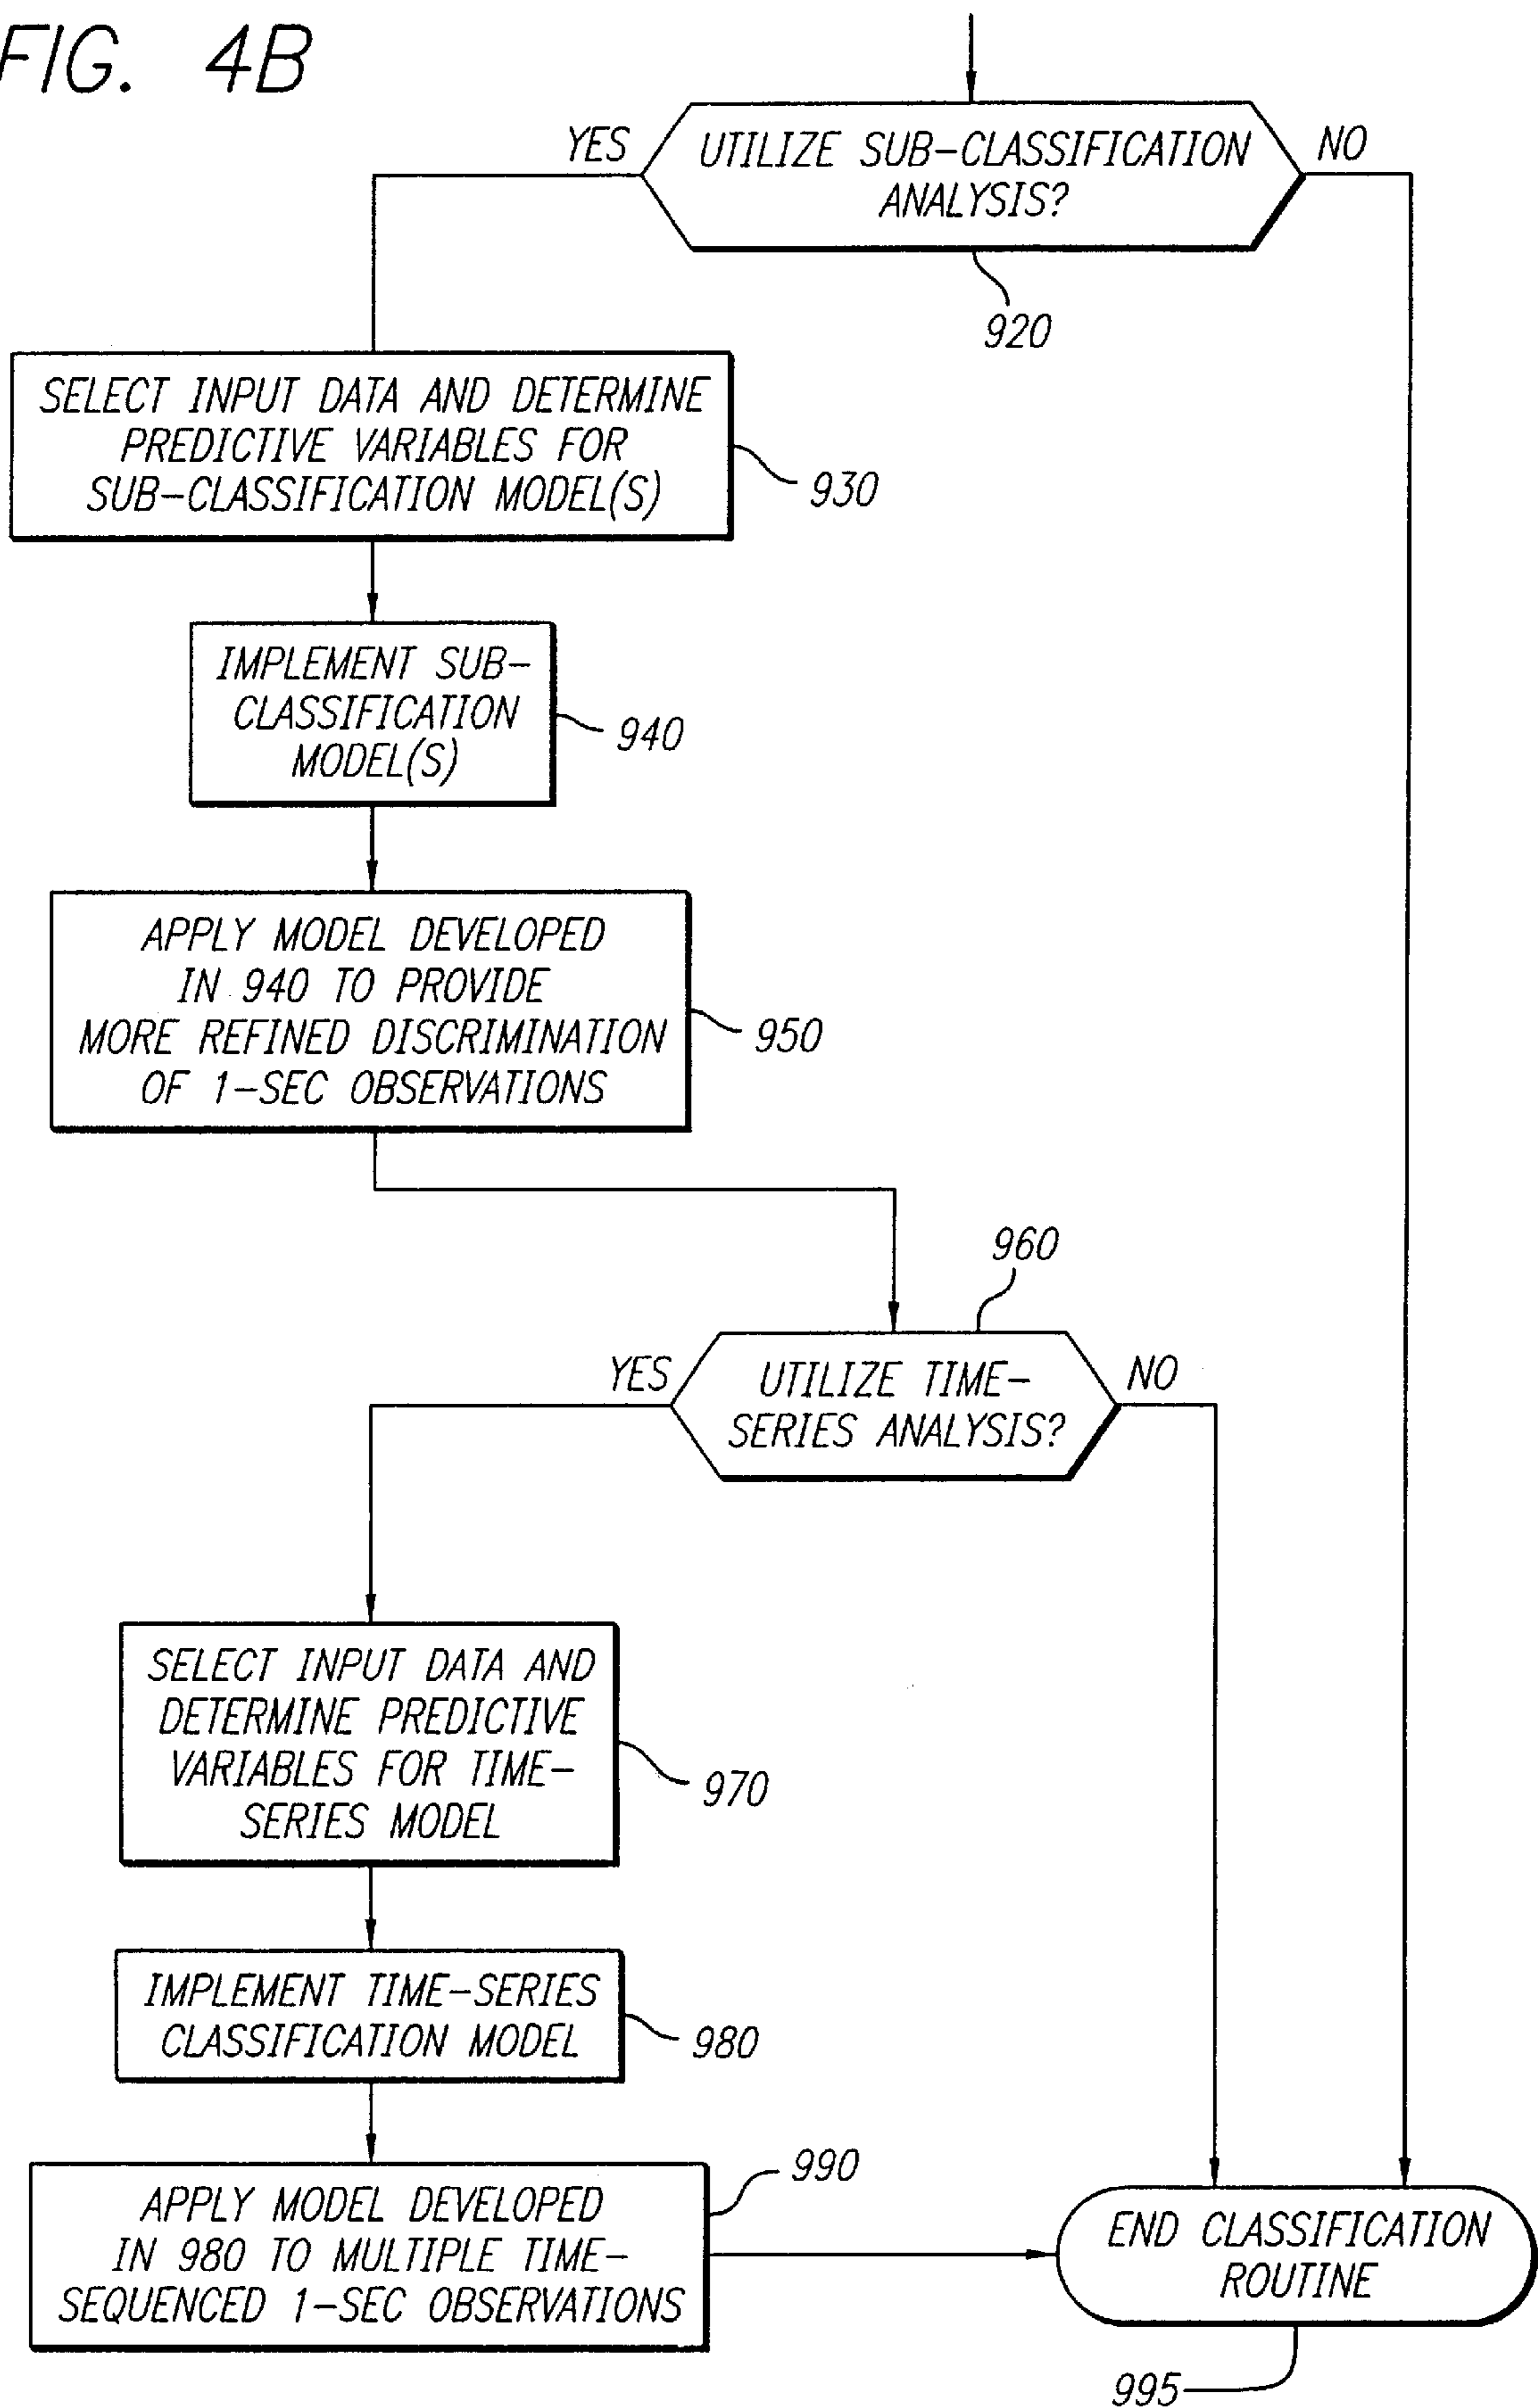 FIG. 4B
YES
UTILIZE SUB-CLASSIFICATION
ANALYSIS?
NO
920
SELECT INPUT DATA AND DETERMINE
PREDICTIVE VARIABLES FOR
SUB-CLASSIFICATION MODEL(S)
930
IMPLEMENT SUB-
CLASSIFICATION
MODEL(S)
940
APPLY MODEL DEVELOPED
IN 940 TO PROVIDE
MORE REFINED DISCRIMINATION
OF 1-SEC OBSERVATIONS
950
960
YES
UTILIZE TIME-
SERIES ANALYSIS?
NO
SELECT INPUT DATA AND
DETERMINE PREDICTIVE
VARIABLES FOR TIME-
SERIES MODEL
970
IMPLEMENT TIME-SERIES
CLASSIFICATION MODEL
980
APPLY MODEL DEVELOPED
IN 980 TO MULTIPLE TIME-
SEQUENCED 1-SEC OBSERVATIONS
990
END CLASSIFICATION
ROUTINE
995